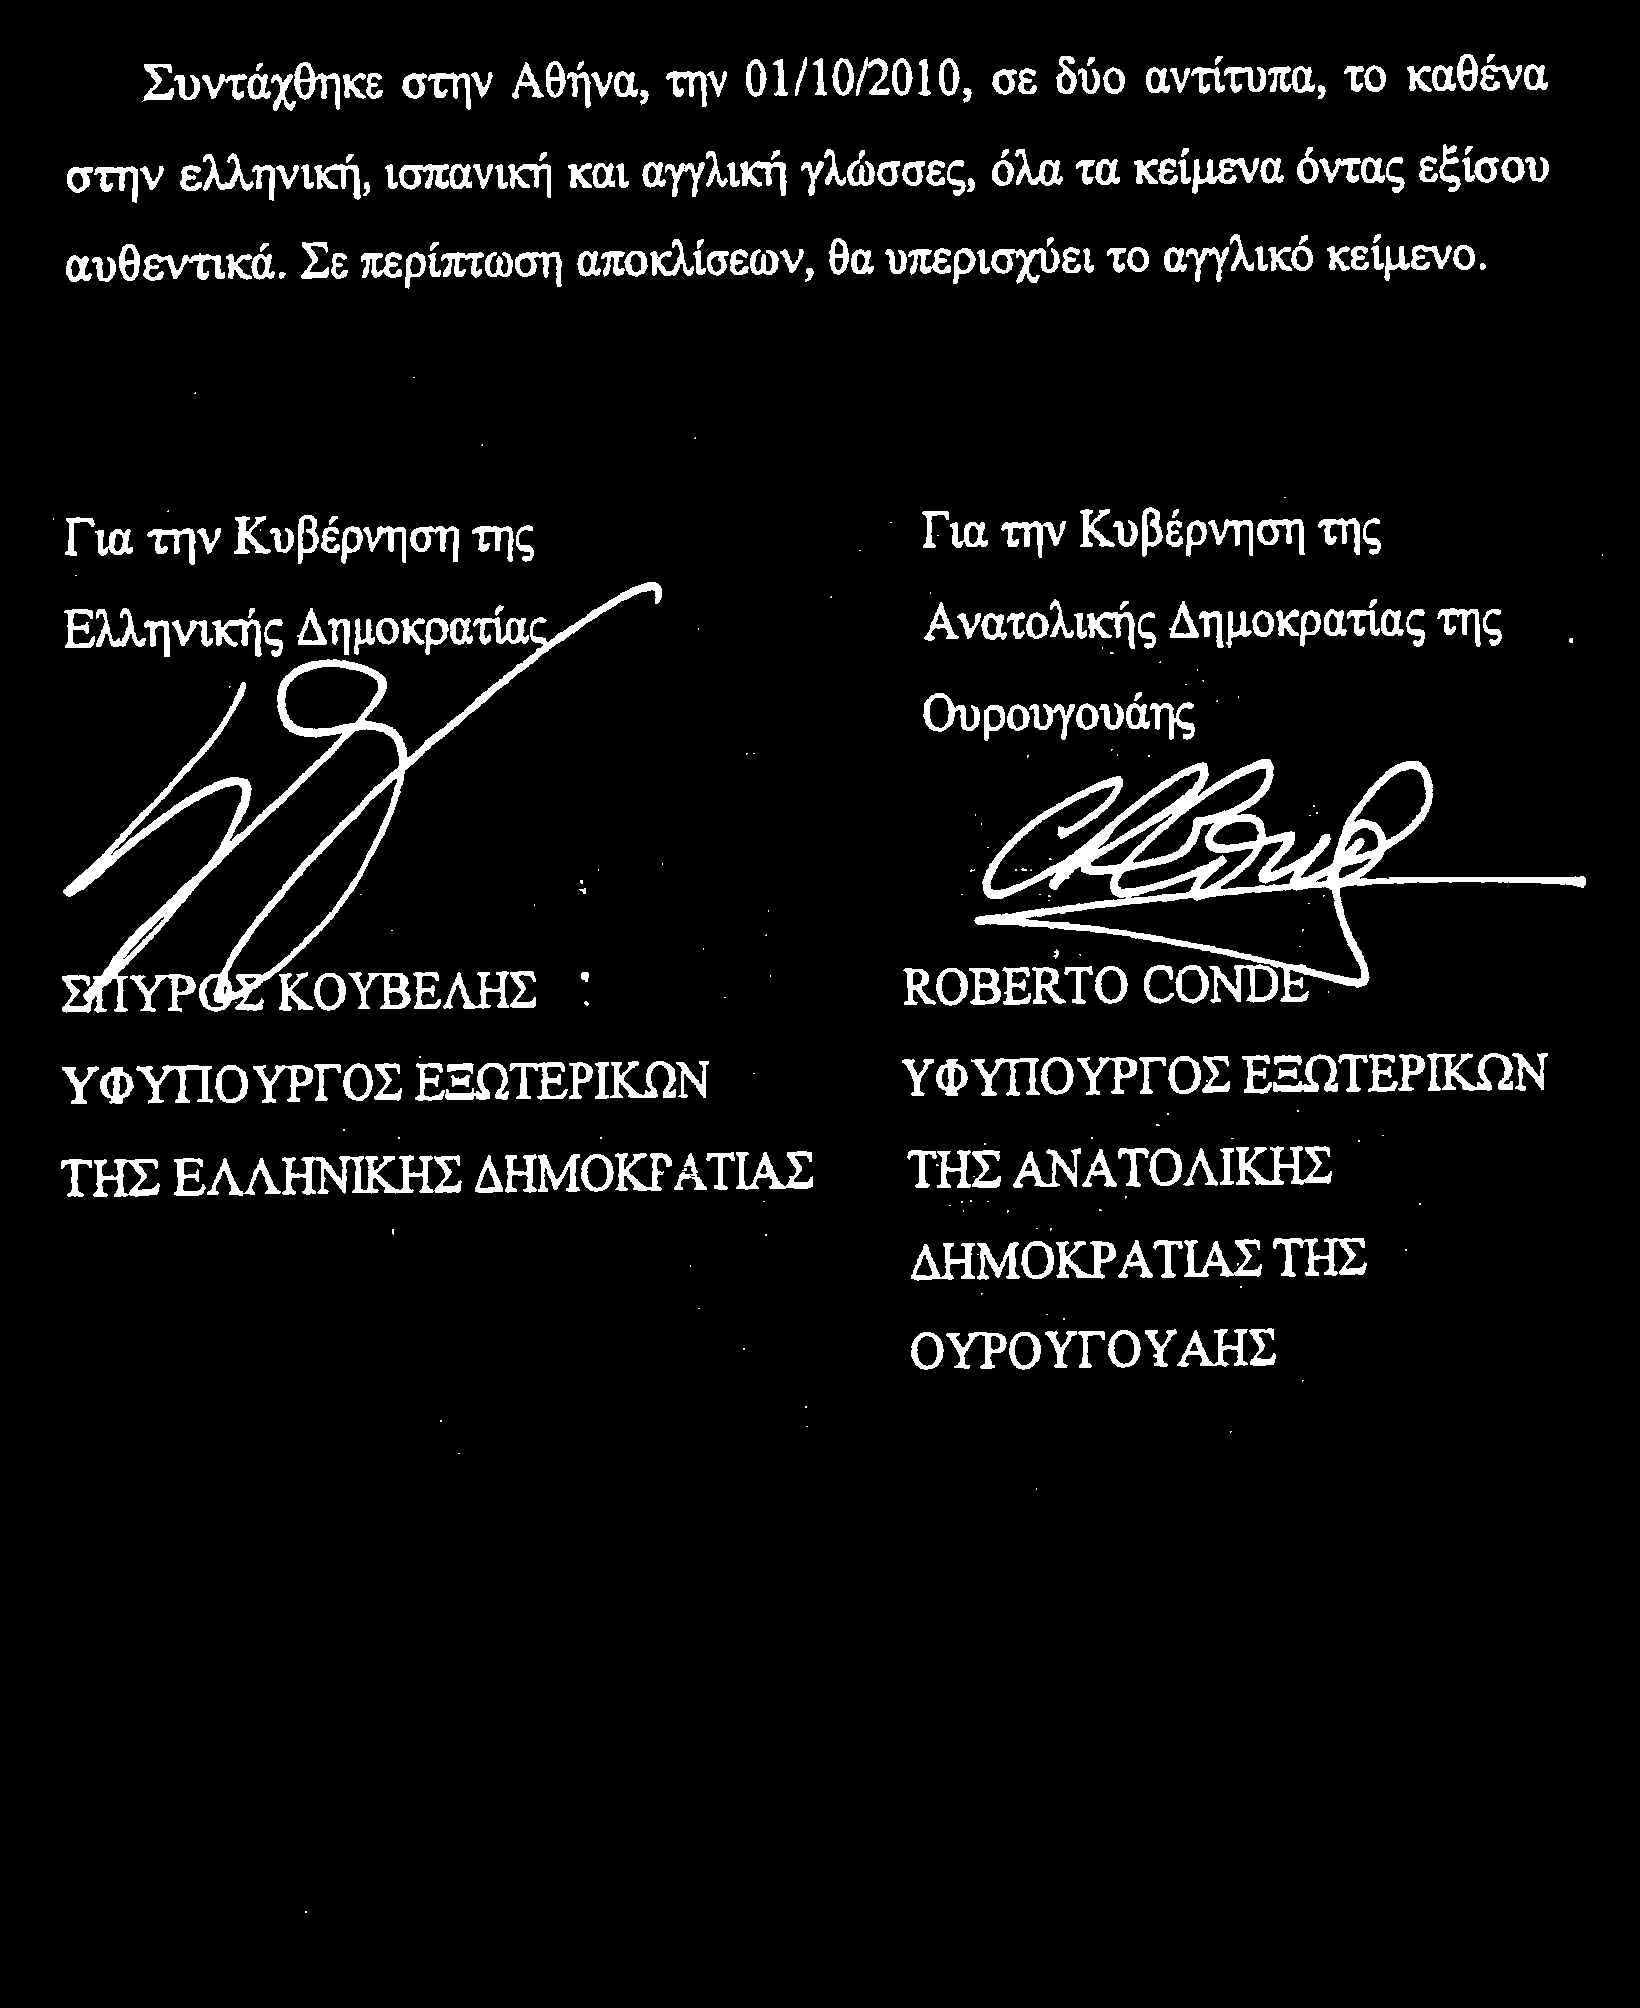 Συντάχθηκε στην Αθήνα, την 01/10/2010, σε δύο αντίτυπα, το καθένα
στην ελληνική, ισπανική και αγγλική γλώσσες, όλα τα κείμενα όντας εξίσου
αυθεντικά. Σε περίπτωση αποκλίσεων, θα υπερισχύει το αγγλικό κείμενο.
Για την Κυβέρνηση της
Ελληνικής Δημοκρατίας
ΣΠΥΡΟΣ ΚΟΥΒΕΛΗΣ
ΥΦΥΠΟΥΡΓΟΣ ΕΞΩΤΕΡΙΚΩΝ
ΤΗΣ ΕΛΛΗΝΙΚΗΣ ΔΗΜΟΚΡΑΤΙΑΣ
Για την Κυβέρνηση της
Ανατολικής Δημοκρατίας της
Ουρουγουάης
ROBERTO CONDE
ΥΦΥΠΟΥΡΓΟΣ ΕΞΩΤΕΡΙΚΩΝ
ΤΗΣ ΑΝΑΤΟΛΙΚΗΣ
ΔΗΜΟΚΡΑΤΙΑΣ ΤΗΣ
ΟΥΡΟΥΓΟΥΑΗΣ